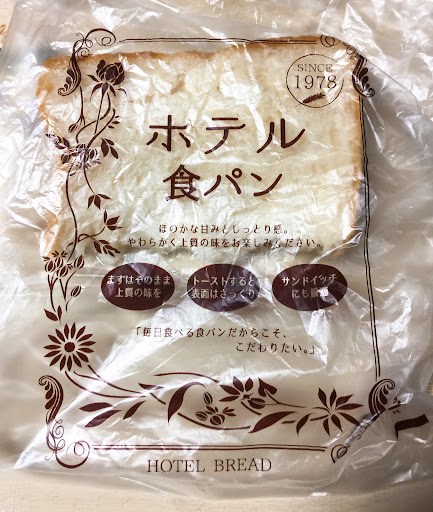 SINCE
1978
ホテル
食パン
ほのかな甘みとしっとり感。
やわらかく上質の味をお楽しみください。
まずはそのまま
上質の味を
トーストすると
表面はさっくり
サンドイッチ
にも
「毎日食べる食パンだからこそ、
こだわりたい。」
HOTEL BREAD